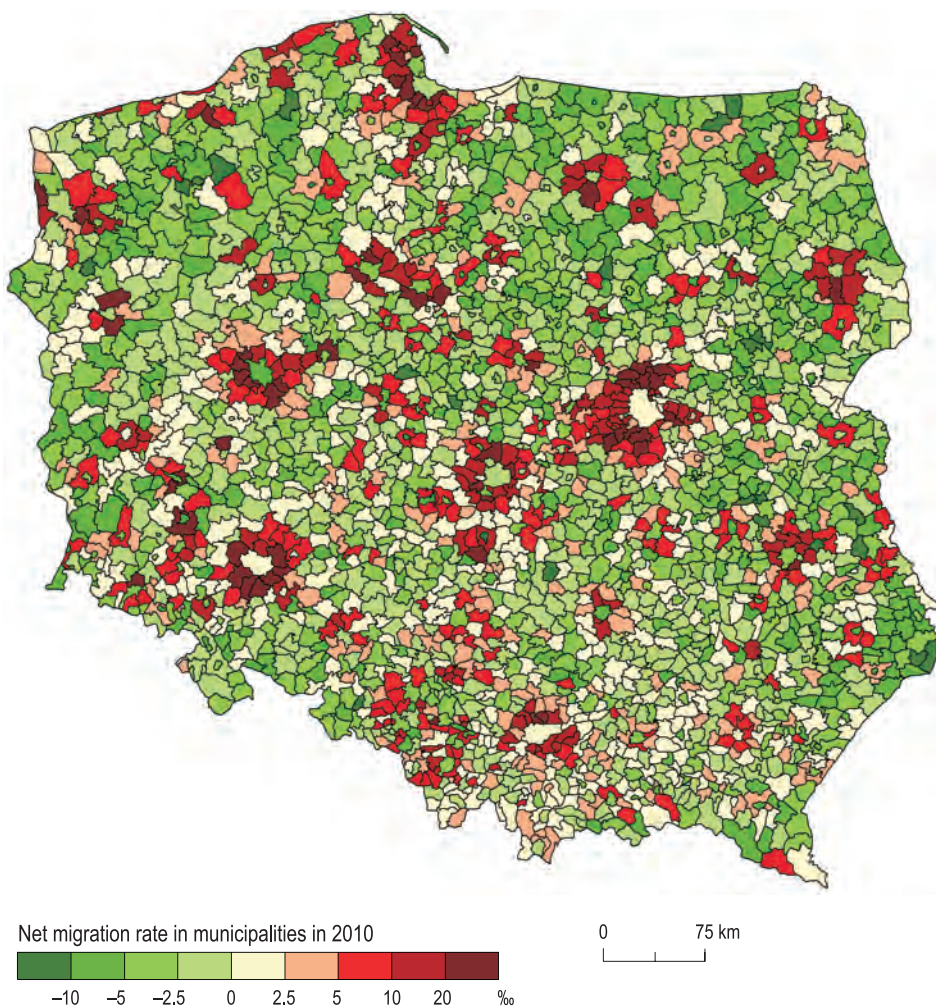 Net migration rate in municipalities in 2010
0 75 km
–10 –5 –2.5 0 2.5 5 10 20 ‰